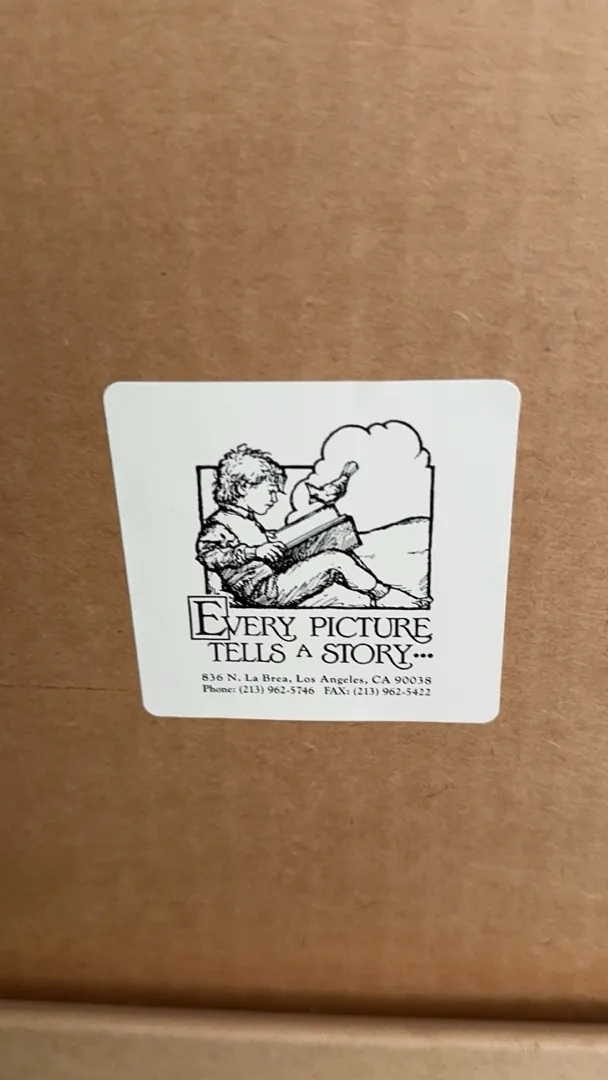 EVERY PICTURE
TELLS A STORY...
836 N. La Brea, Los Angeles, CA 90038
Phone: (213) 962-5746 FAX: (213) 962-5422